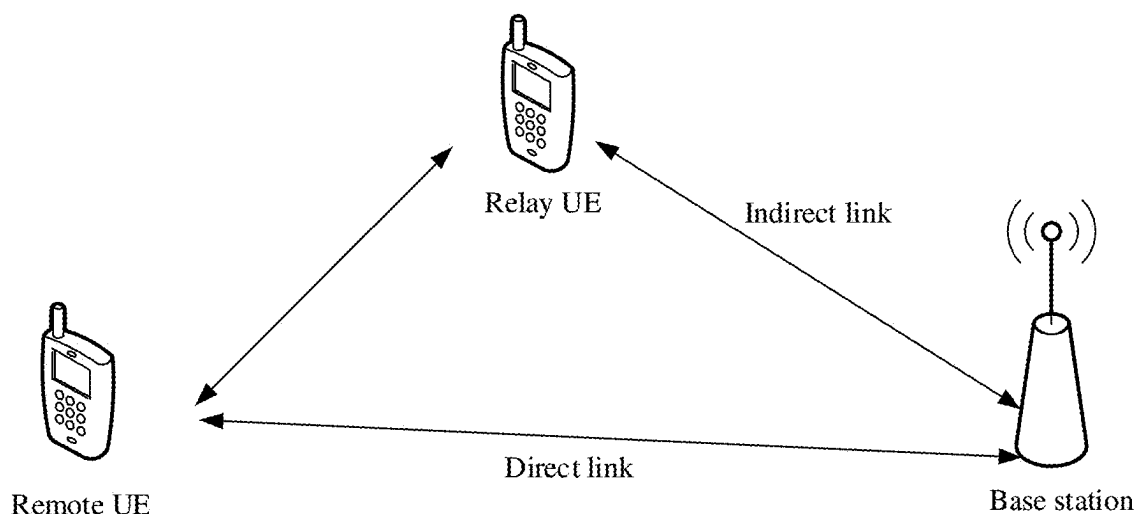 Relay UE
Indirect link
Direct link
Remote UE
Base station